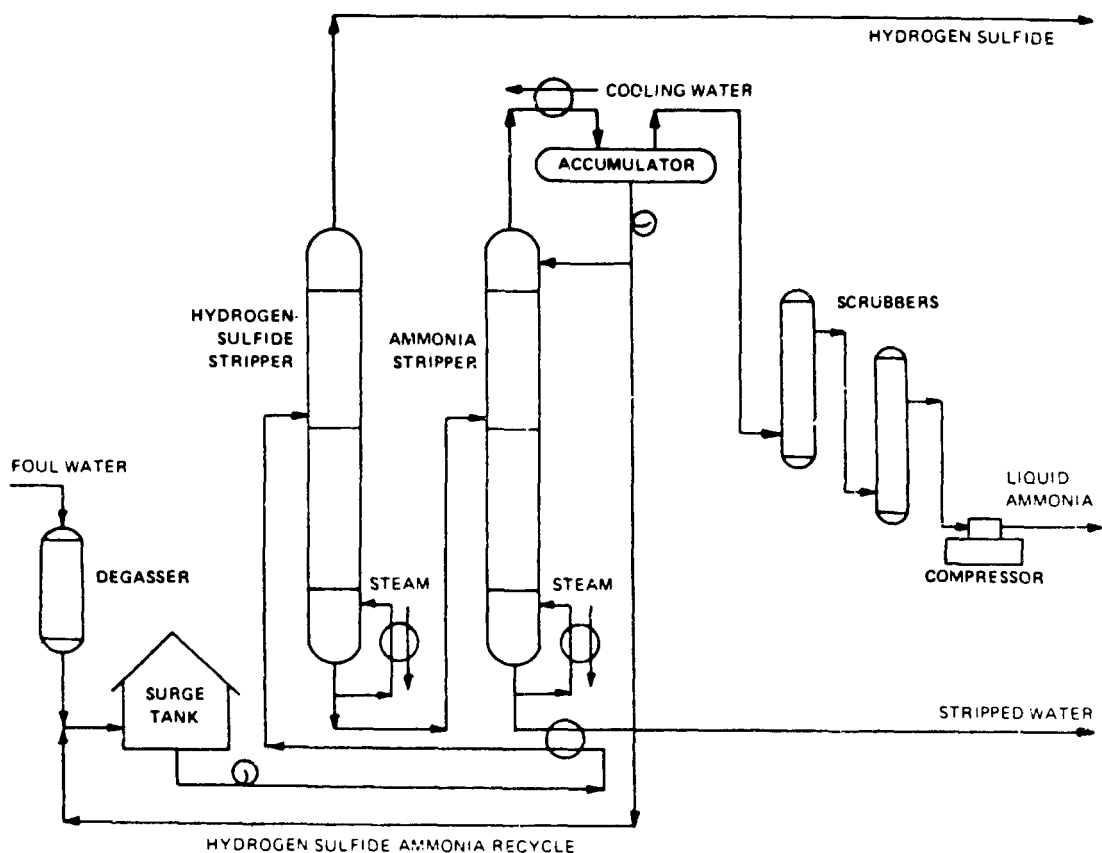 HYDROGEN SULFIDE
COOLING WATER
ACCUMULATOR
HYDROGEN-
SULFIDE
STRIPPER
AMMONIA
STRIPPER
SCRUBBERS
FOUL WATER
DEGASSER
LIQUID
AMMONIA
COMPRESSOR
STEAM
STEAM
SURGE
TANK
STRIPPED WATER
HYDROGEN SULFIDE AMMONIA RECYCLE